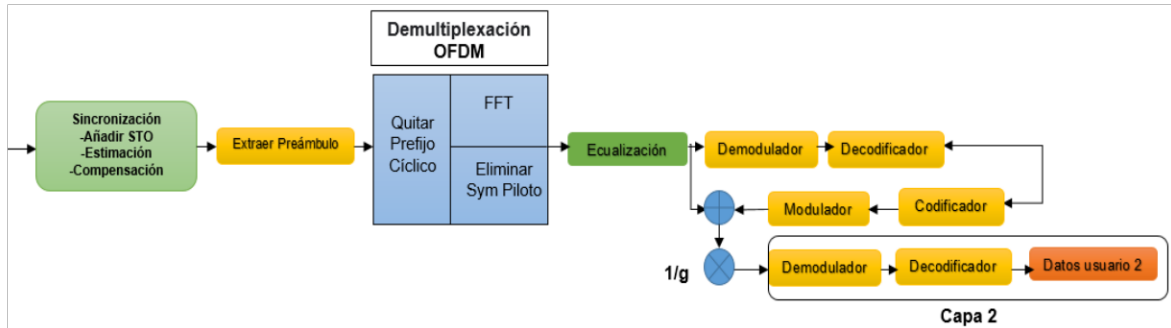 Demultiplexación
OFDM
Sincronización
-Añadir STO
-Estimación
-Compensación
Extraer Preámbulo
Quitar
Prefijo
Cíclico
FFT
Eliminar
Sym Piloto
Ecualización
Demodulador
Decodificador
Modulador
Codificador
1/g
Demodulador
Decodificador
Datos usuario 2
Capa 2